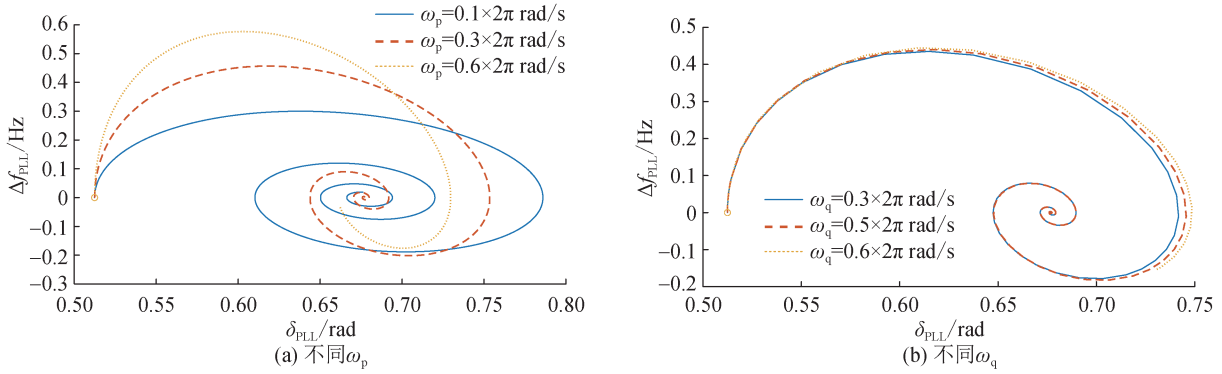 0.6
0.5
0.4
0.3
0.2
0.1
0
−0.1
−0.2
−0.3
Δf_PLL/Hz
ω_p=0.1×2π rad/s
ω_p=0.3×2π rad/s
ω_p=0.6×2π rad/s
0.50 0.55 0.60 0.65 0.70 0.75 0.80
δ_PLL/rad
(a) 不同ω_p
0.5
0.4
0.3
0.2
0.1
0
−0.1
−0.2
Δf_PLL/Hz
ω_q=0.3×2π rad/s
ω_q=0.5×2π rad/s
ω_q=0.6×2π rad/s
0.50 0.55 0.60 0.65 0.70 0.75
δ_PLL/rad
(b) 不同ω_q